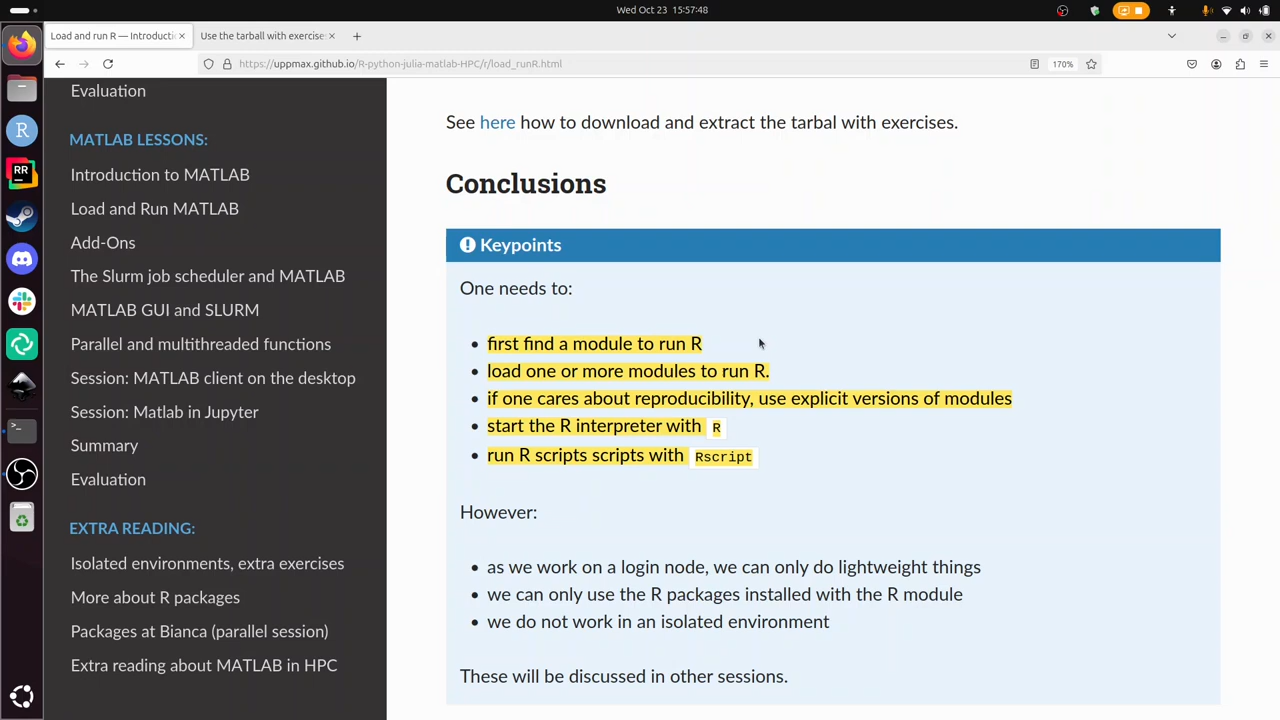 Wed Oct 23 15:57:48
Load and run R — Introducti
Use the tarball with exercise
https://uppmax.github.io/R-python-julia-matlab-HPC/r/load_runR.html
170%
Evaluation
MATLAB LESSONS:
Introduction to MATLAB
Load and Run MATLAB
Add-Ons
The Slurm job scheduler and MATLAB
MATLAB GUI and SLURM
Parallel and multithreaded functions
Session: MATLAB client on the desktop
Session: Matlab in Jupyter
Summary
Evaluation
EXTRA READING:
Isolated environments, extra exercises
More about R packages
Packages at Bianca (parallel session)
Extra reading about MATLAB in HPC
See here how to download and extract the tarbal with exercises.
Conclusions
Keypoints
One needs to:
• first find a module to run R
• load one or more modules to run R.
• if one cares about reproducibility, use explicit versions of modules
• start the R interpreter with R
• run R scripts scripts with Rscript
However:
• as we work on a login node, we can only do lightweight things
• we can only use the R packages installed with the R module
• we do not work in an isolated environment
These will be discussed in other sessions.
R
RR
>_